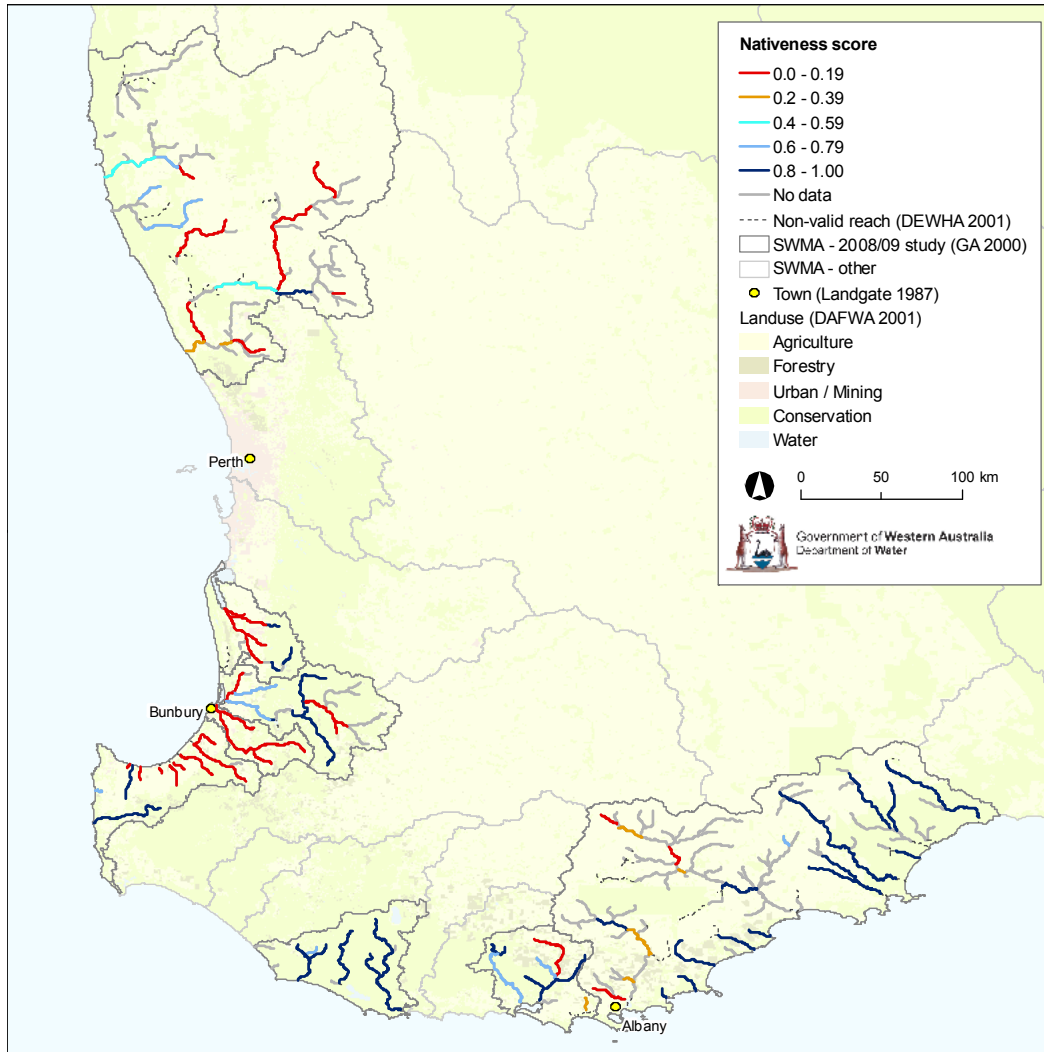 Nativeness score
0.0 - 0.19
0.2 - 0.39
0.4 - 0.59
0.6 - 0.79
0.8 - 1.00
No data
Non-valid reach (DEWHA 2001)
SWMA - 2008/09 study (GA 2000)
SWMA - other
Town (Landgate 1987)
Landuse (DAFWA 2001)
Agriculture
Forestry
Urban / Mining
Conservation
Water
0 50 100 km
Government of Western Australia
Department of Water
Perth
Bunbury
Albany